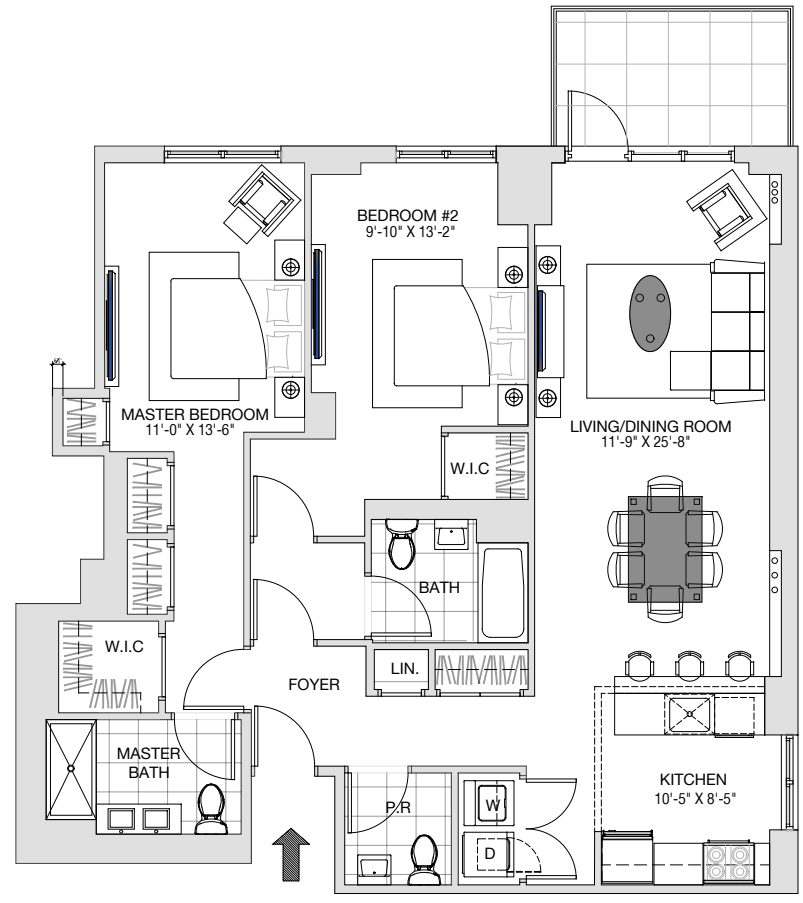 BEDROOM #2
9'-10" X 13'-2"
MASTER BEDROOM
11'-0" X 13'-6"
LIVING/DINING ROOM
11'-9" X 25'-8"
W.I.C
BATH
W.I.C
LIN.
FOYER
MASTER
BATH
KITCHEN
10'-5" X 8'-5"
P.R
W
D